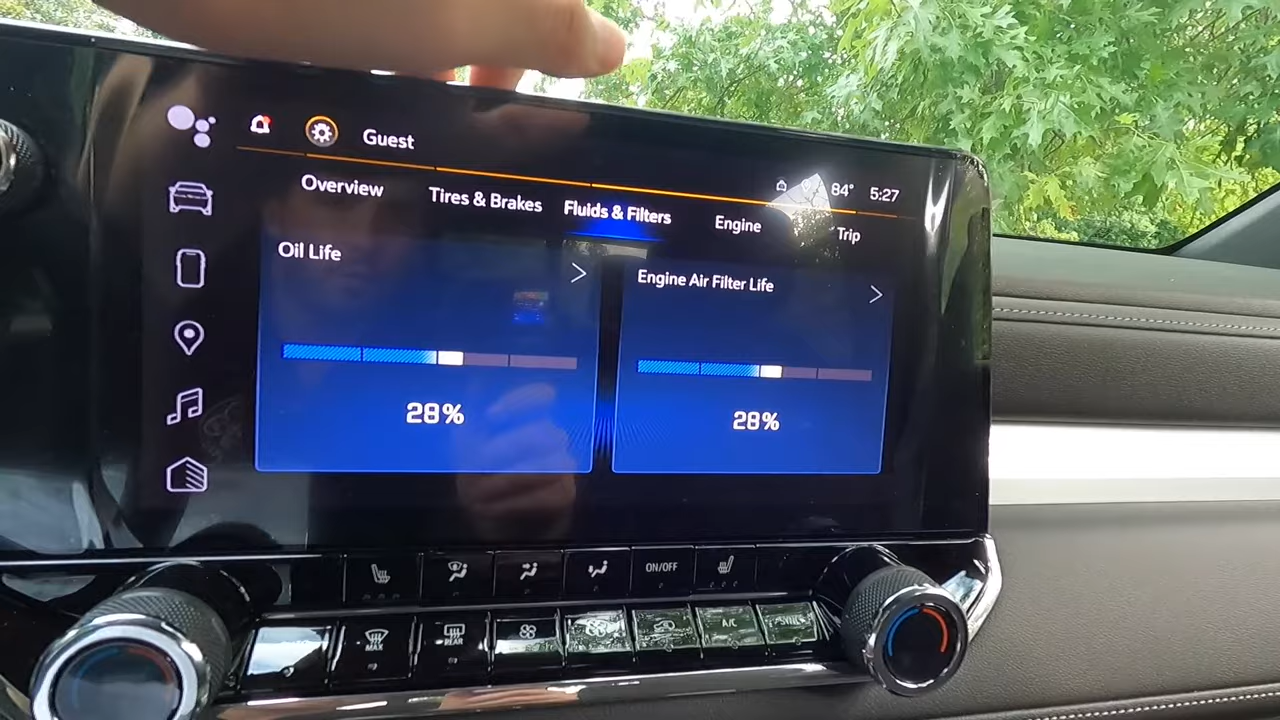 Guest
84° 5:27
Overview Tires & Brakes Fluids & Filters Engine Trip
Oil Life
Engine Air Filter Life
28%
28%
ON/OFF
MAX
REAR
A/C
SYNC